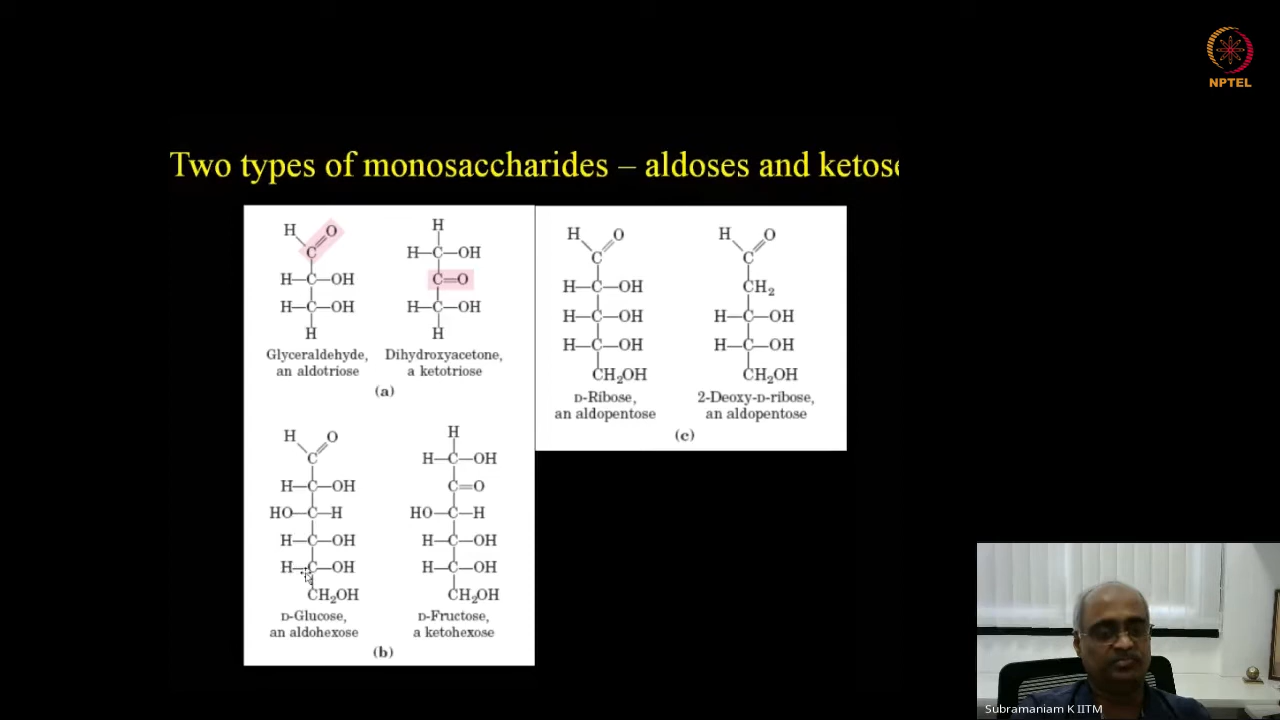 NPTEL
Two types of monosaccharides – aldoses and ketose
H O
C
H—C—OH
H—C—OH
H
Glyceraldehyde,
an aldotriose
H
H—C—OH
C=O
H—C—OH
H
Dihydroxyacetone,
a ketotriose
(a)
H O
C
H—C—OH
HO—C—H
H—C—OH
H—C—OH
CH₂OH
D-Glucose,
an aldohexose
H
H—C—OH
C=O
HO—C—H
H—C—OH
H—C—OH
CH₂OH
D-Fructose,
a ketohexose
(b)
H O
C
H—C—OH
H—C—OH
H—C—OH
CH₂OH
D-Ribose,
an aldopentose
H O
C
CH₂
H—C—OH
H—C—OH
CH₂OH
2-Deoxy-D-ribose,
an aldopentose
(c)
Subramaniam K IITM